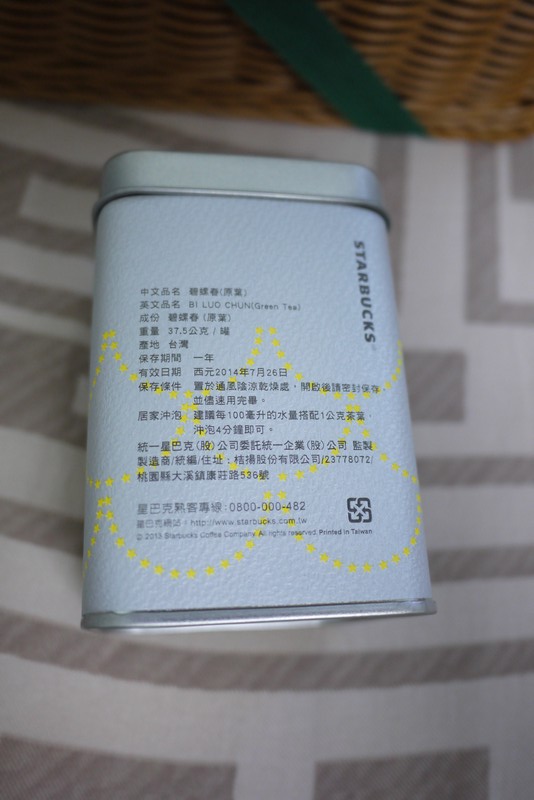 STARBUCKS
中文品名 碧螺春(原葉)
英文品名 BI LUO CHUN(Green Tea)
成份 碧螺春 (原葉)
重量 37.5公克 / 罐
產地 台灣
保存期間 一年
有效日期 西元2014年7月26日
保存條件 置於通風陰涼乾燥處，開啟後請密封保存，
並儘速用完畢。
居家沖泡 建議每100毫升的水量搭配1公克茶葉，
沖泡4分鐘即可。
統一星巴克(股)公司委託統一企業(股)公司 監製
製造商/統編/住址：桔揚股份有限公司/23778072/
桃園縣大溪鎮康莊路536號
星巴克熟客專線:0800-000-482
星巴克網站：http://www.starbucks.com.tw
© 2013 Starbucks Coffee Company. All rights reserved. Printed in Taiwan